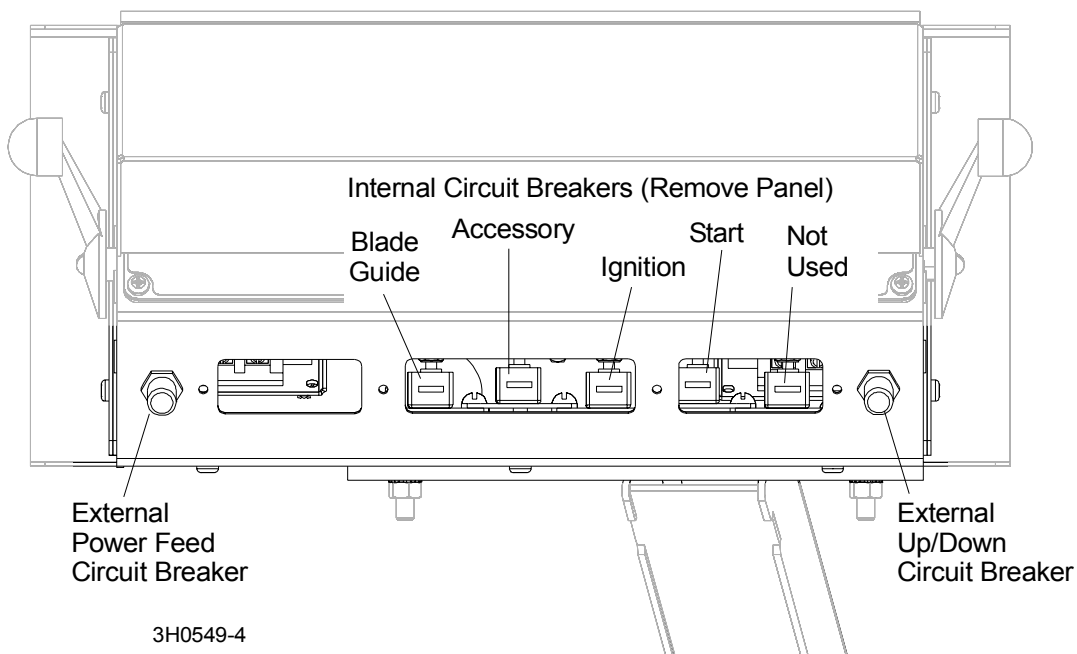 Internal Circuit Breakers (Remove Panel)
Blade
Guide
Accessory
Ignition
Start
Not
Used
External
Power Feed
Circuit Breaker
External
Up/Down
Circuit Breaker
3H0549-4